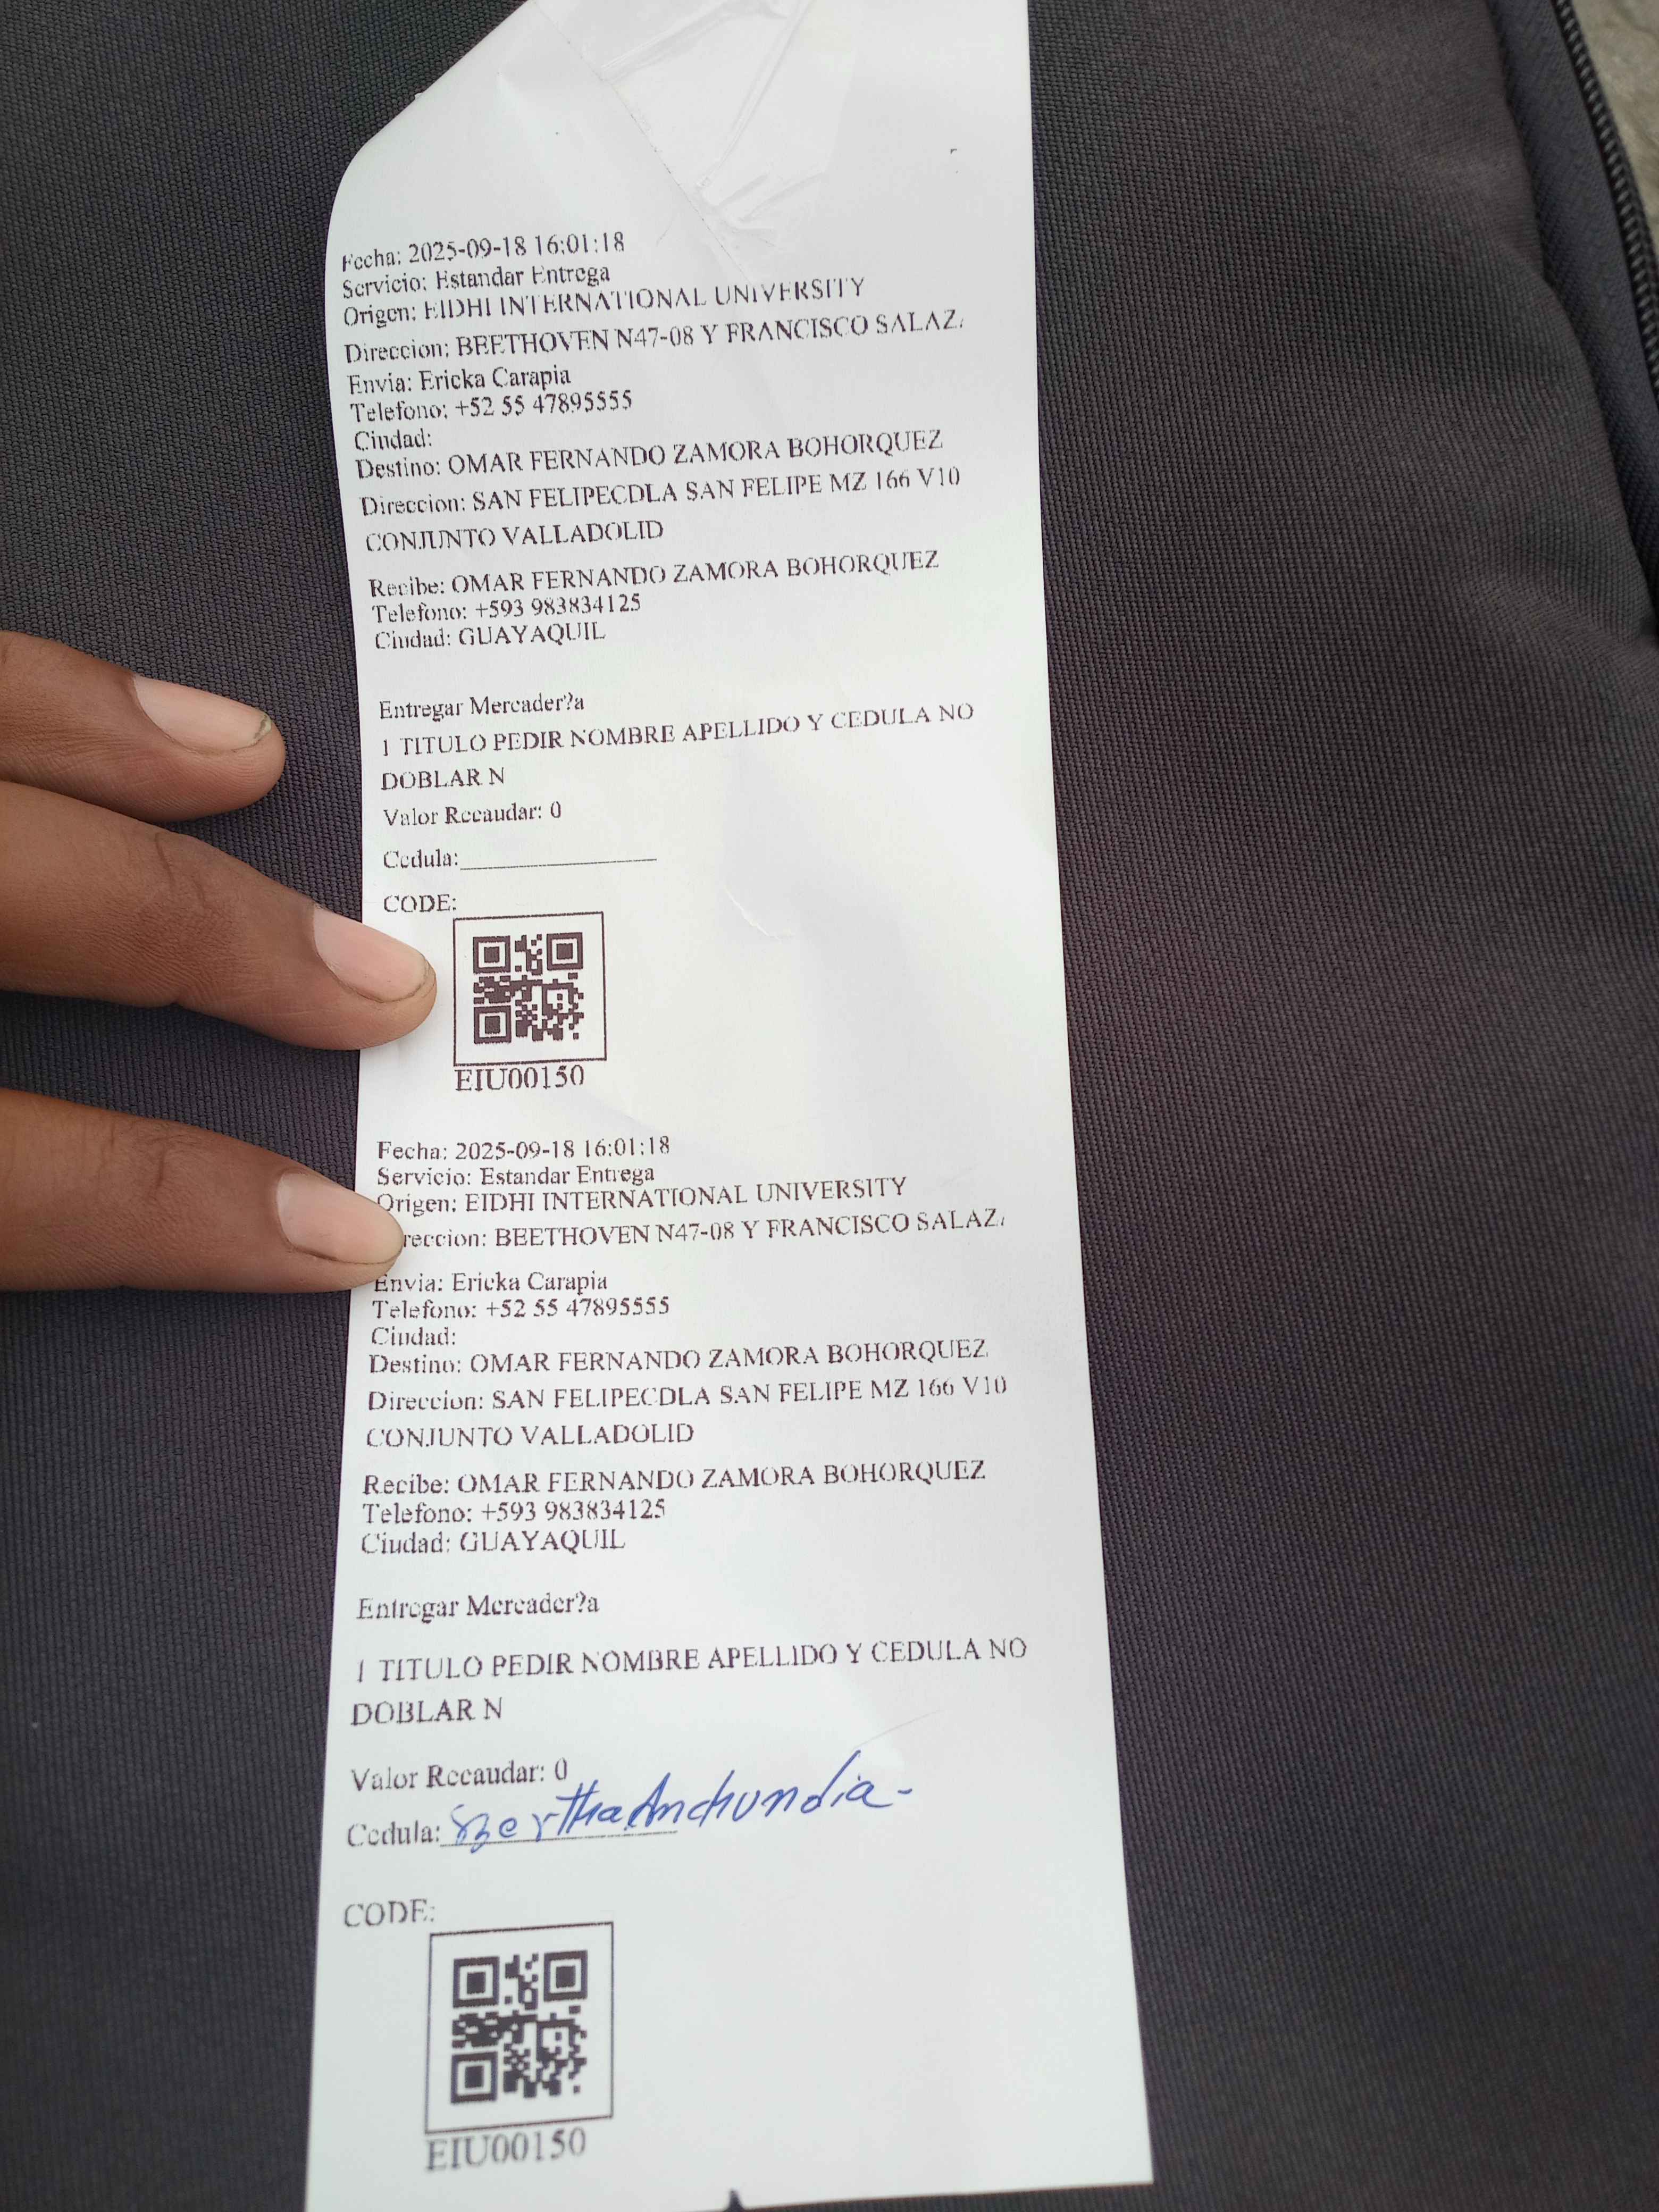 Fecha: 2025-09-18 16:01:18
Servicio: Estandar Entrega
Origen: EIDHI INTERNATIONAL UNIVERSITY
Direccion: BEETHOVEN N47-08 Y FRANCISCO SALAZ
Envia: Ericka Carapia
Telefono: +52 55 47895555
Ciudad:
Destino: OMAR FERNANDO ZAMORA BOHORQUEZ
Direccion: SAN FELIPECDLA SAN FELIPE MZ 166 V10
CONJUNTO VALLADOLID
Recibe: OMAR FERNANDO ZAMORA BOHORQUEZ
Telefono: +593 983834125
Ciudad: GUAYAQUIL
Entregar Mercader?a
1 TITULO PEDIR NOMBRE APELLIDO Y CEDULA NO
DOBLAR N
Valor Recaudar: 0
Cedula:
CODE:
EIU00150
Fecha: 2025-09-18 16:01:18
Servicio: Estandar Entrega
Origen: EIDHI INTERNATIONAL UNIVERSITY
reccion: BEETHOVEN N47-08 Y FRANCISCO SALAZ
Envia: Ericka Carapia
Telefono: +52 55 47895555
Ciudad:
Destino: OMAR FERNANDO ZAMORA BOHORQUEZ
Direccion: SAN FELIPECDLA SAN FELIPE MZ 166 V10
CONJUNTO VALLADOLID
Recibe: OMAR FERNANDO ZAMORA BOHORQUEZ
Telefono: +593 983834125
Ciudad: GUAYAQUIL
Entregar Mercader?a
1 TITULO PEDIR NOMBRE APELLIDO Y CEDULA NO
DOBLAR N
Valor Recaudar: 0
Cedula: Bertha Anchundia-
CODE:
EIU00150